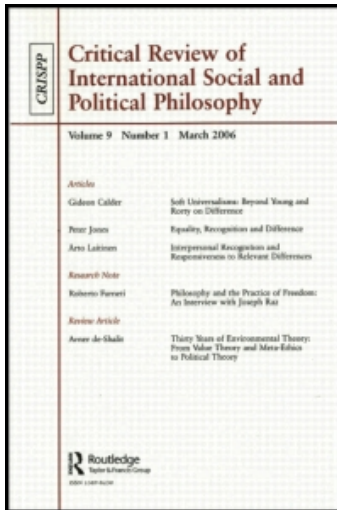 CRISPP
Critical Review of
International Social and
Political Philosophy
Volume 9 Number 1 March 2006
Articles
Gideon Calder
Soft Universalisms: Beyond Young and
Rorty on Difference
Peter Jones
Equality, Recognition and Difference
Arto Laitinen
Interpersonal Recognition and
Responsiveness to Relevant Differences
Research Note
Roberto Farneti
Philosophy and the Practice of Freedom:
An Interview with Joseph Raz
Review Article
Avner de-Shalit
Thirty Years of Environmental Theory:
From Value Theory and Meta-Ethics
to Political Theory
R Routledge
Taylor & Francis Group